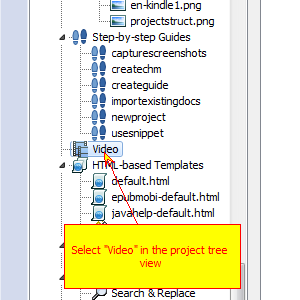 en-kindle1.png
projectstruct.png
Step-by-step Guides
capturescreenshots
createchm
createguide
importexistingdocs
newproject
usesnippet
Video
HTML-based Templates
default.html
epubmobi-default.html
javahelp-default.html
Select "Video" in the project tree
view
Search & Replace